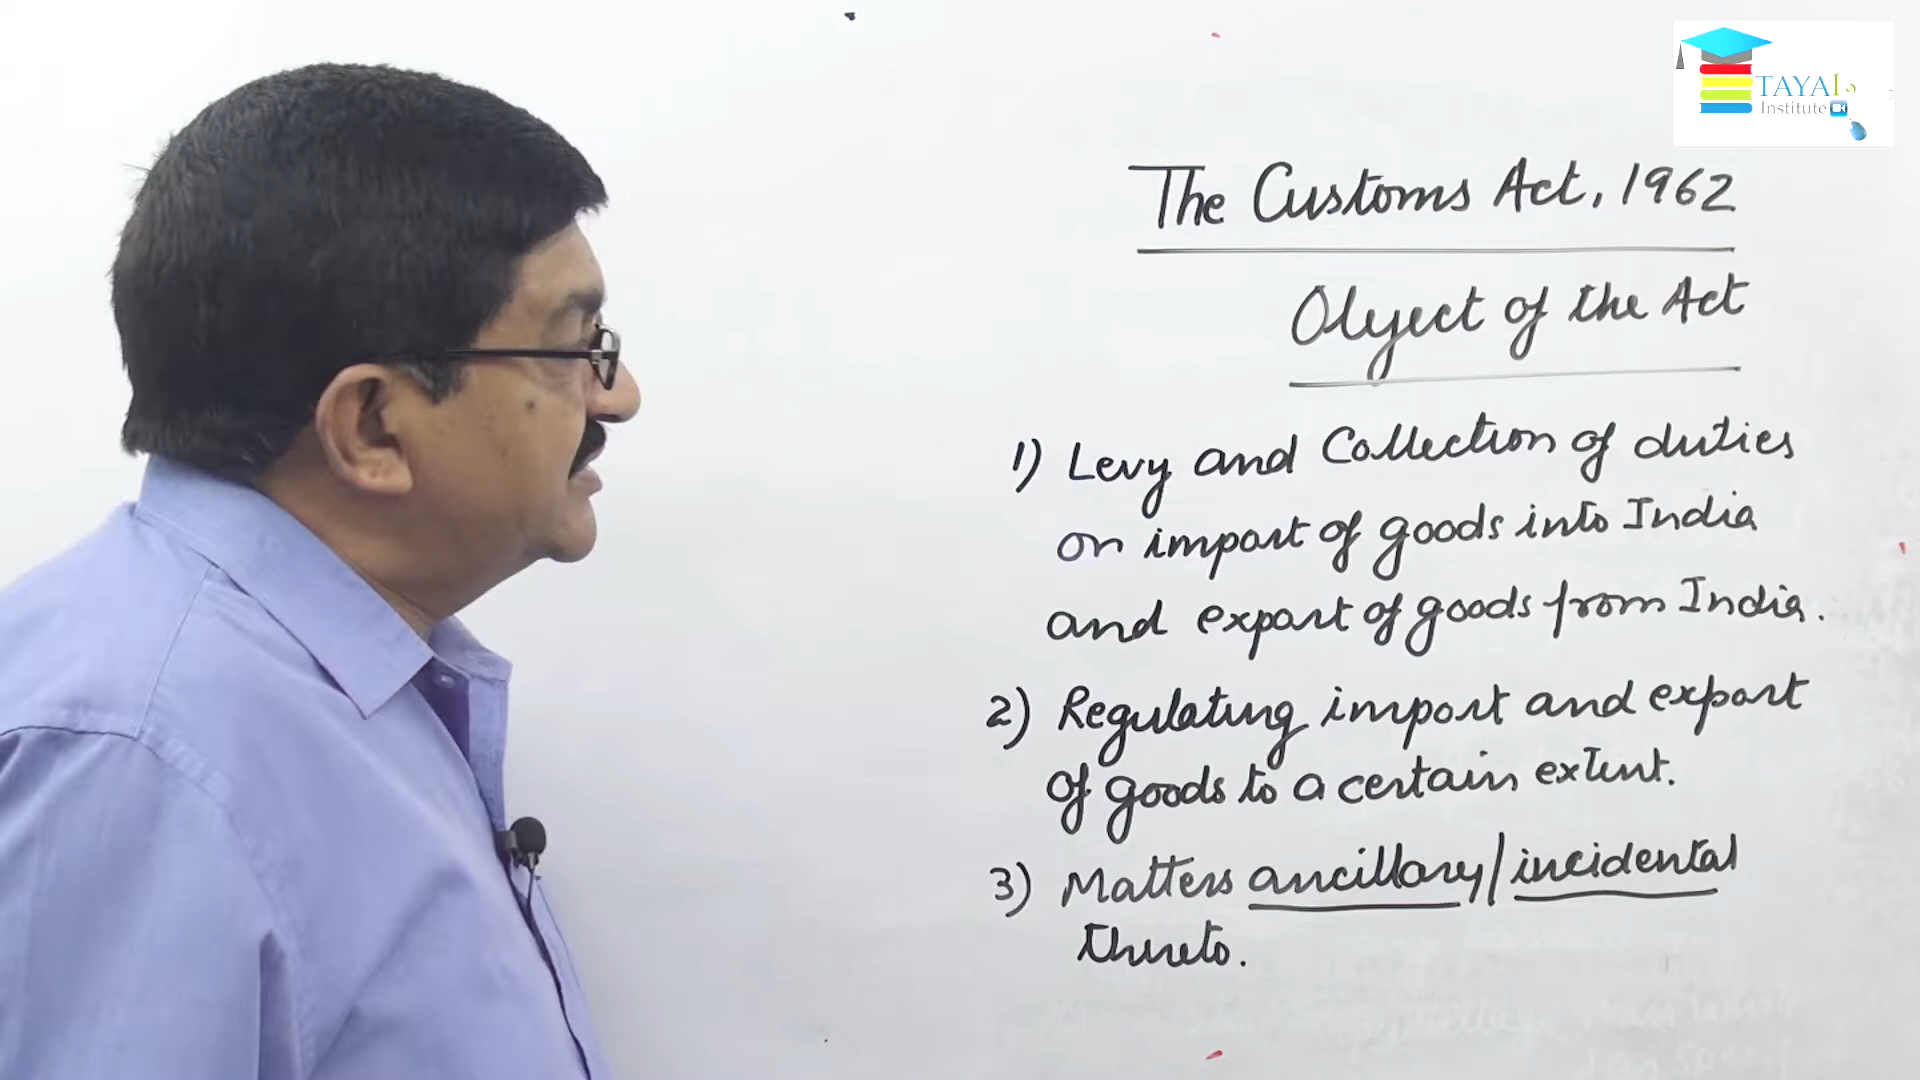 TAYAL
Institute
The Customs Act, 1962
Object of the Act
1) Levy and Collection of duties
on import of goods into India
and export of goods from India.
2) Regulating import and export
of goods to a certain extent.
3) Matters ancillary/incidental
thereto.